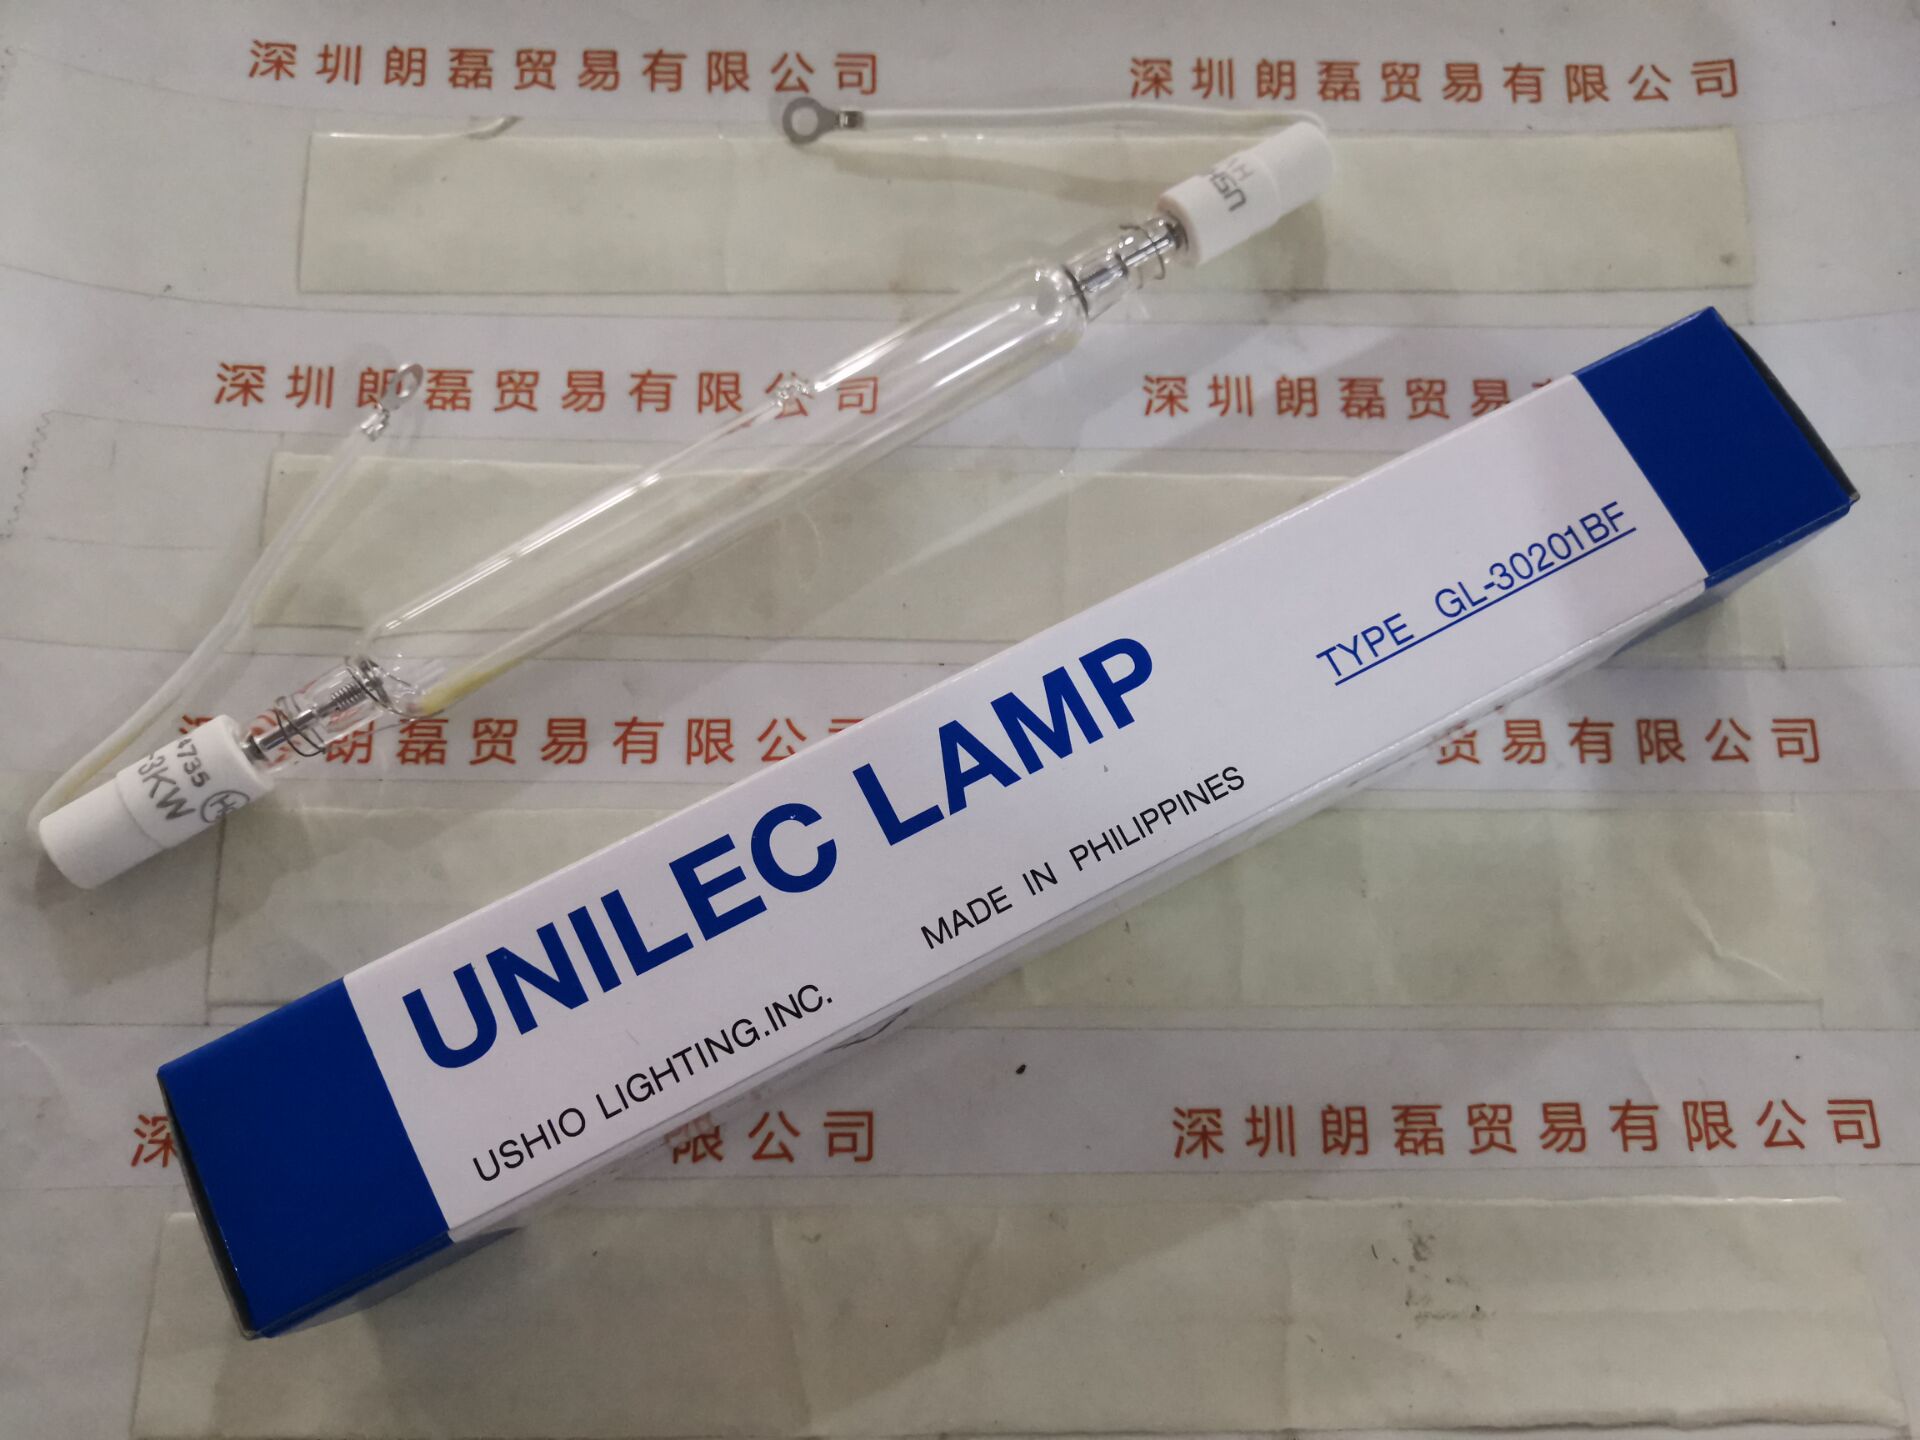 深圳朗磊贸易有限公司
深圳朗磊贸易有限公司
深圳朗磊贸易有限公司
深圳朗磊贸易
朗磊贸易有限公司
贸易有限公司
限公司
深圳朗磊贸易有限公司
4735
3KW
UNILEC LAMP
TYPE GL-30201BF
USHIO LIGHTING.INC.
MADE IN PHILIPPINES